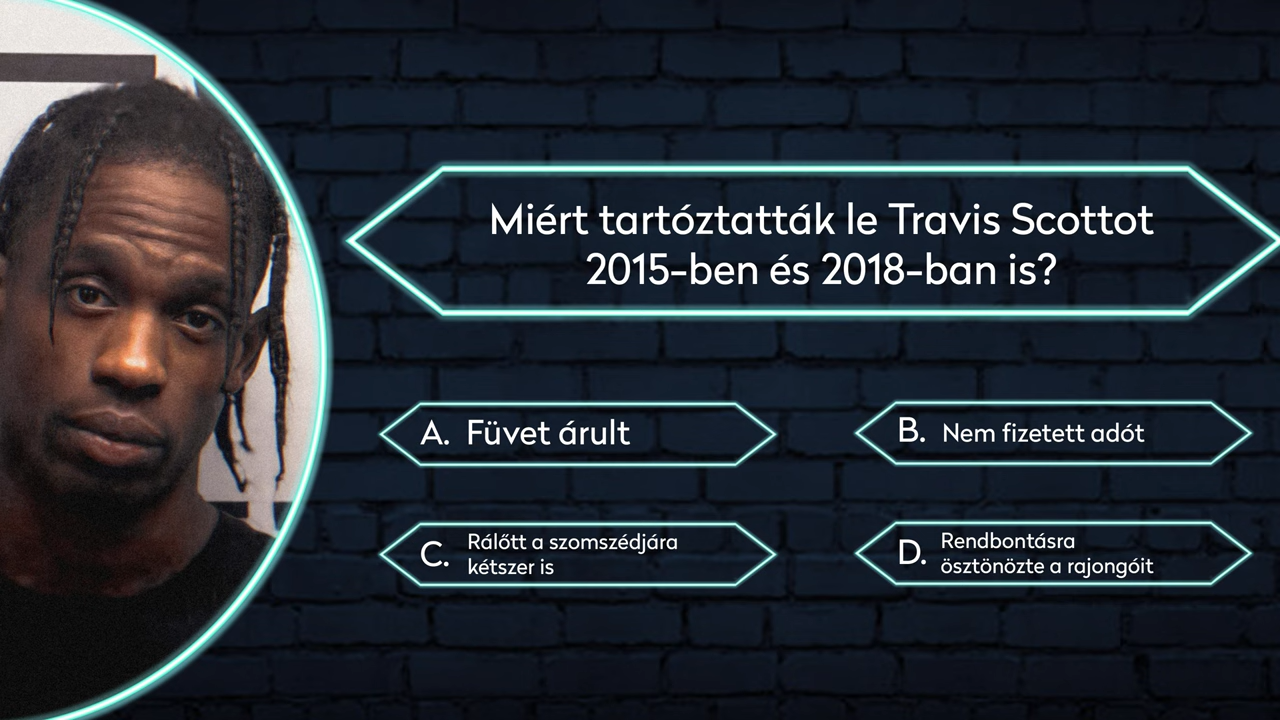 Miért tartóztatták le Travis Scottot
2015-ben és 2018-ban is?
A. Füvet árult
B. Nem fizetett adót
C. Rálőtt a szomszédjára
kétszer is
D. Rendbontásra
ösztönözte a rajongóit